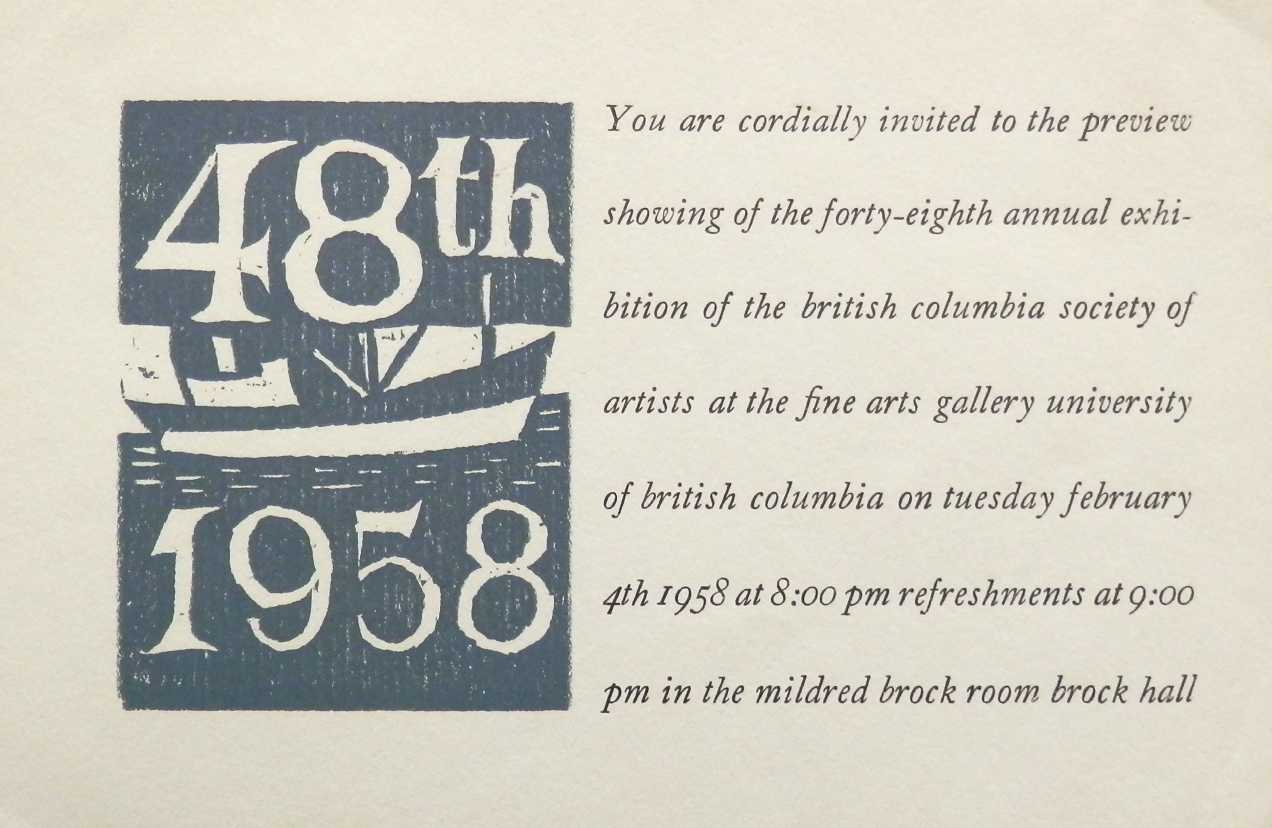 48th
1958
You are cordially invited to the preview
showing of the forty-eighth annual exhi-
bition of the british columbia society of
artists at the fine arts gallery university
of british columbia on tuesday february
4th 1958 at 8:00 pm refreshments at 9:00
pm in the mildred brock room brock hall